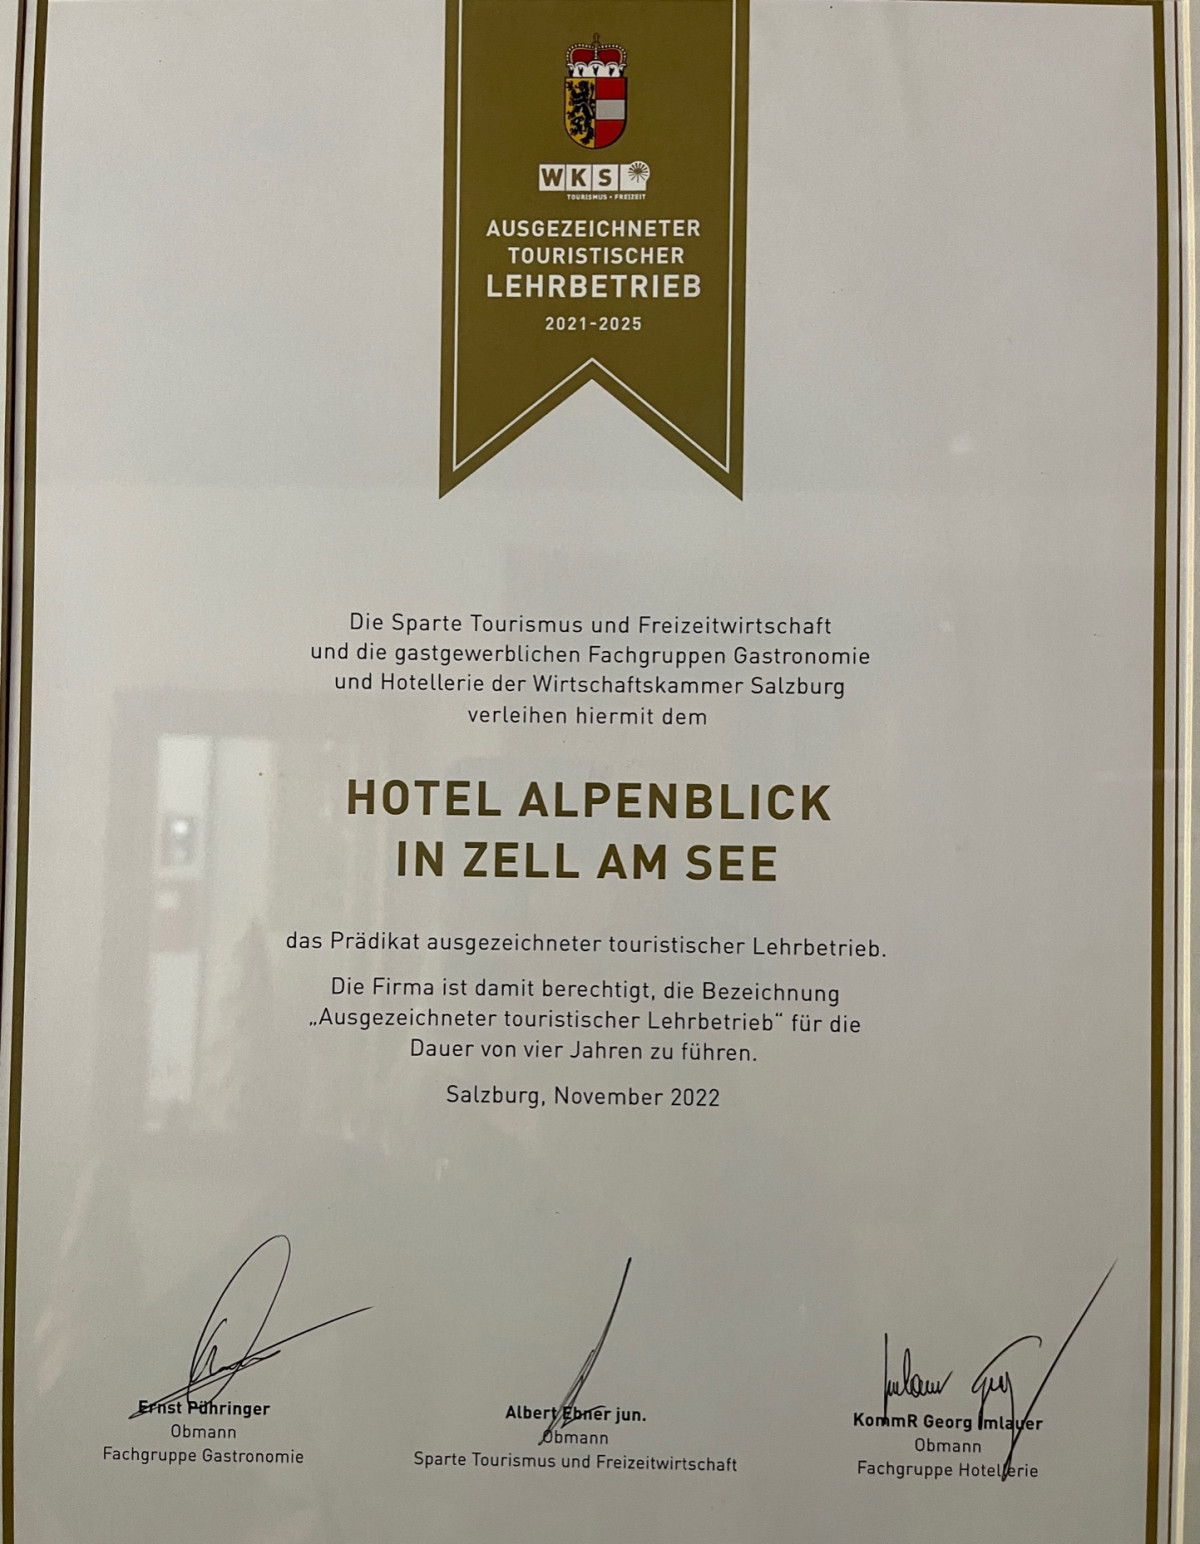 WKS
TOURISMUS • FREIZEIT
AUSGEZEICHNETER
TOURISTISCHER
LEHRBETRIEB
2021-2025
Die Sparte Tourismus und Freizeitwirtschaft
und die gastgewerblichen Fachgruppen Gastronomie
und Hotellerie der Wirtschaftskammer Salzburg
verleihen hiermit dem
HOTEL ALPENBLICK
IN ZELL AM SEE
das Prädikat ausgezeichneter touristischer Lehrbetrieb.
Die Firma ist damit berechtigt, die Bezeichnung
„Ausgezeichneter touristischer Lehrbetrieb“ für die
Dauer von vier Jahren zu führen.
Salzburg, November 2022
Ernst Pühringer
Obmann
Fachgruppe Gastronomie
Albert Ebner jun.
Obmann
Sparte Tourismus und Freizeitwirtschaft
KommR Georg Imlauer
Obmann
Fachgruppe Hotellerie